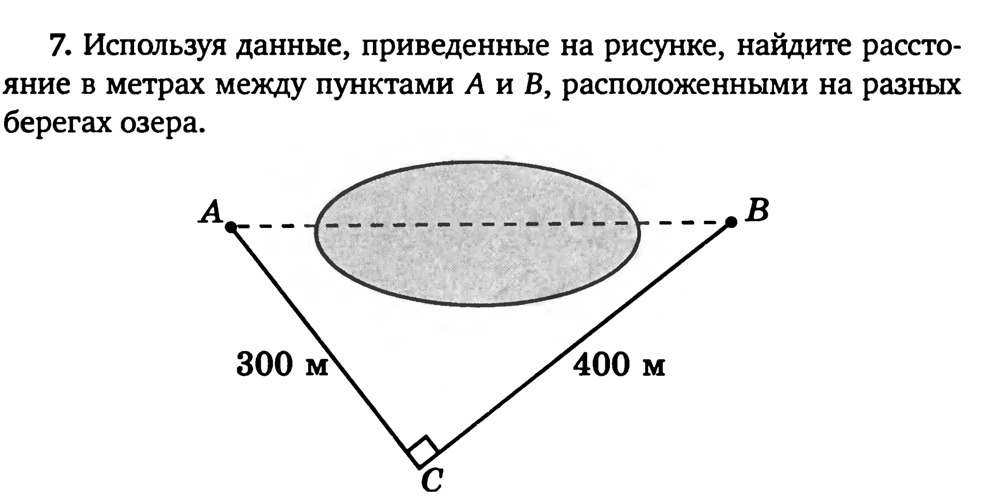 7. Используя данные, приведенные на рисунке, найдите рассто-
яние в метрах между пунктами A и B, расположенными на разных
берегах озера.
A
B
300 м
400 м
C